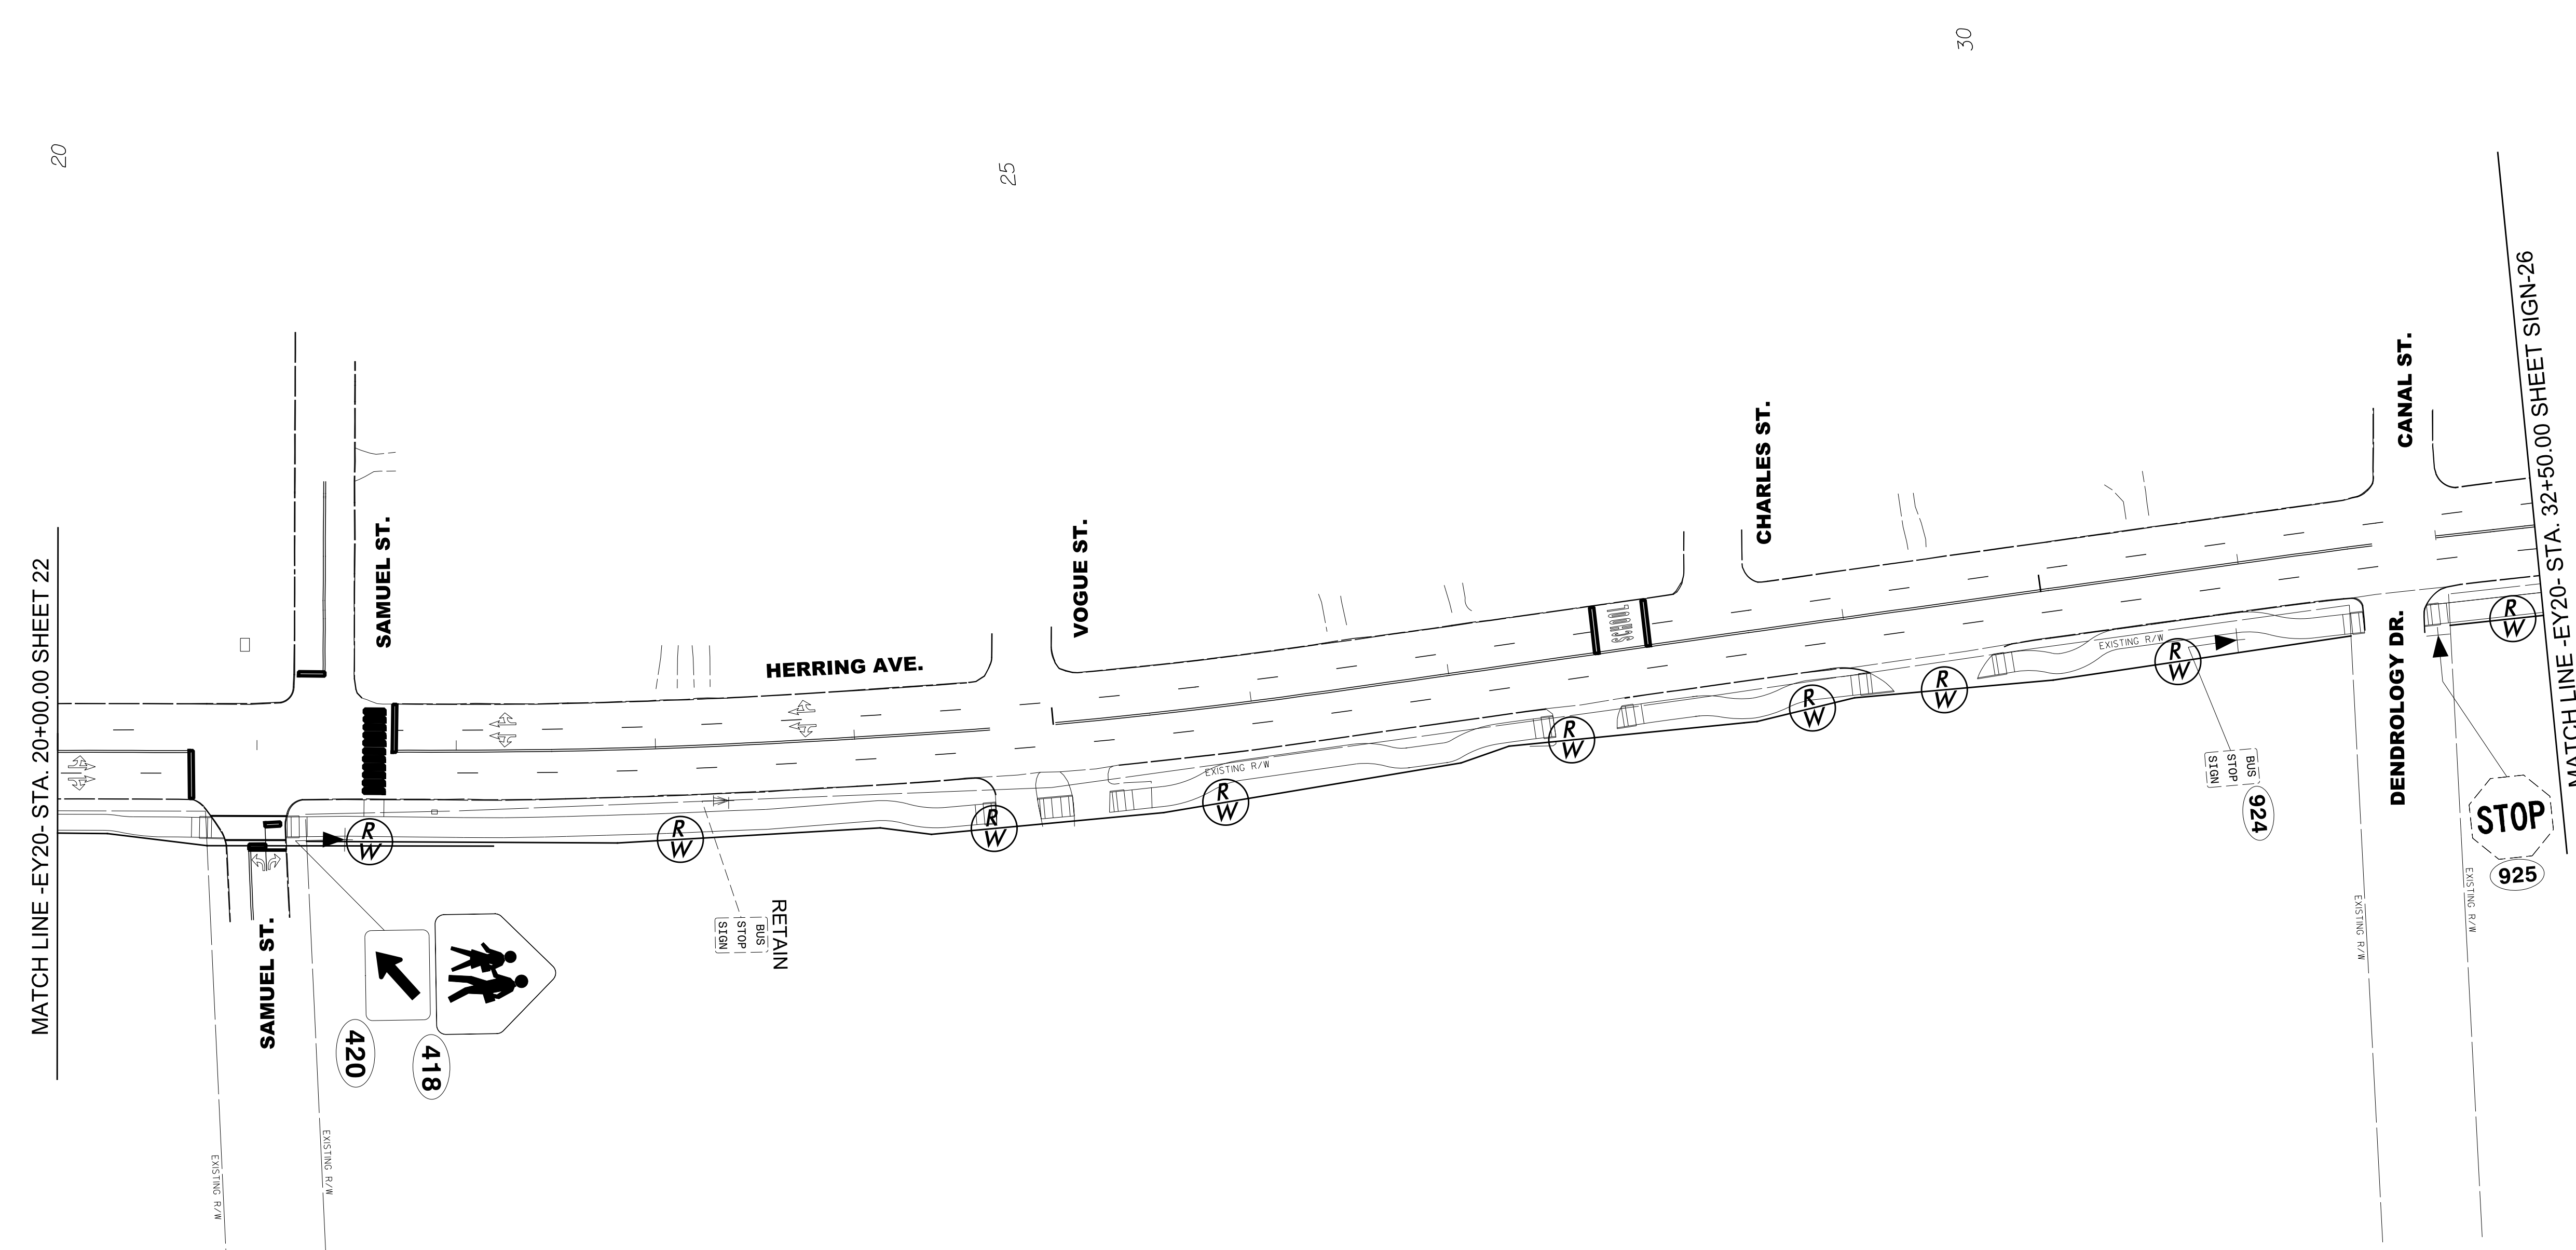 20
25
30
MATCH LINE -EY20- STA. 20+00.00 SHEET 22
SAMUEL ST.
HERRING AVE.
VOGUE ST.
CHARLES ST.
CANAL ST.
MATCH LINE -EY20- STA. 32+50.00 SHEET SIGN-26
SCHOOL
EXISTING R/W
EXISTING R/W
R
W
R
W
R
W
R
W
R
W
R
W
R
W
R
W
R
W
SAMUEL ST.
420
418
RETAIN
BUS
STOP
SIGN
BUS
STOP
SIGN
924
DENDROLOGY DR.
STOP
925
EXISTING R/W
EXISTING R/W
EXISTING R/W
EXISTING R/W